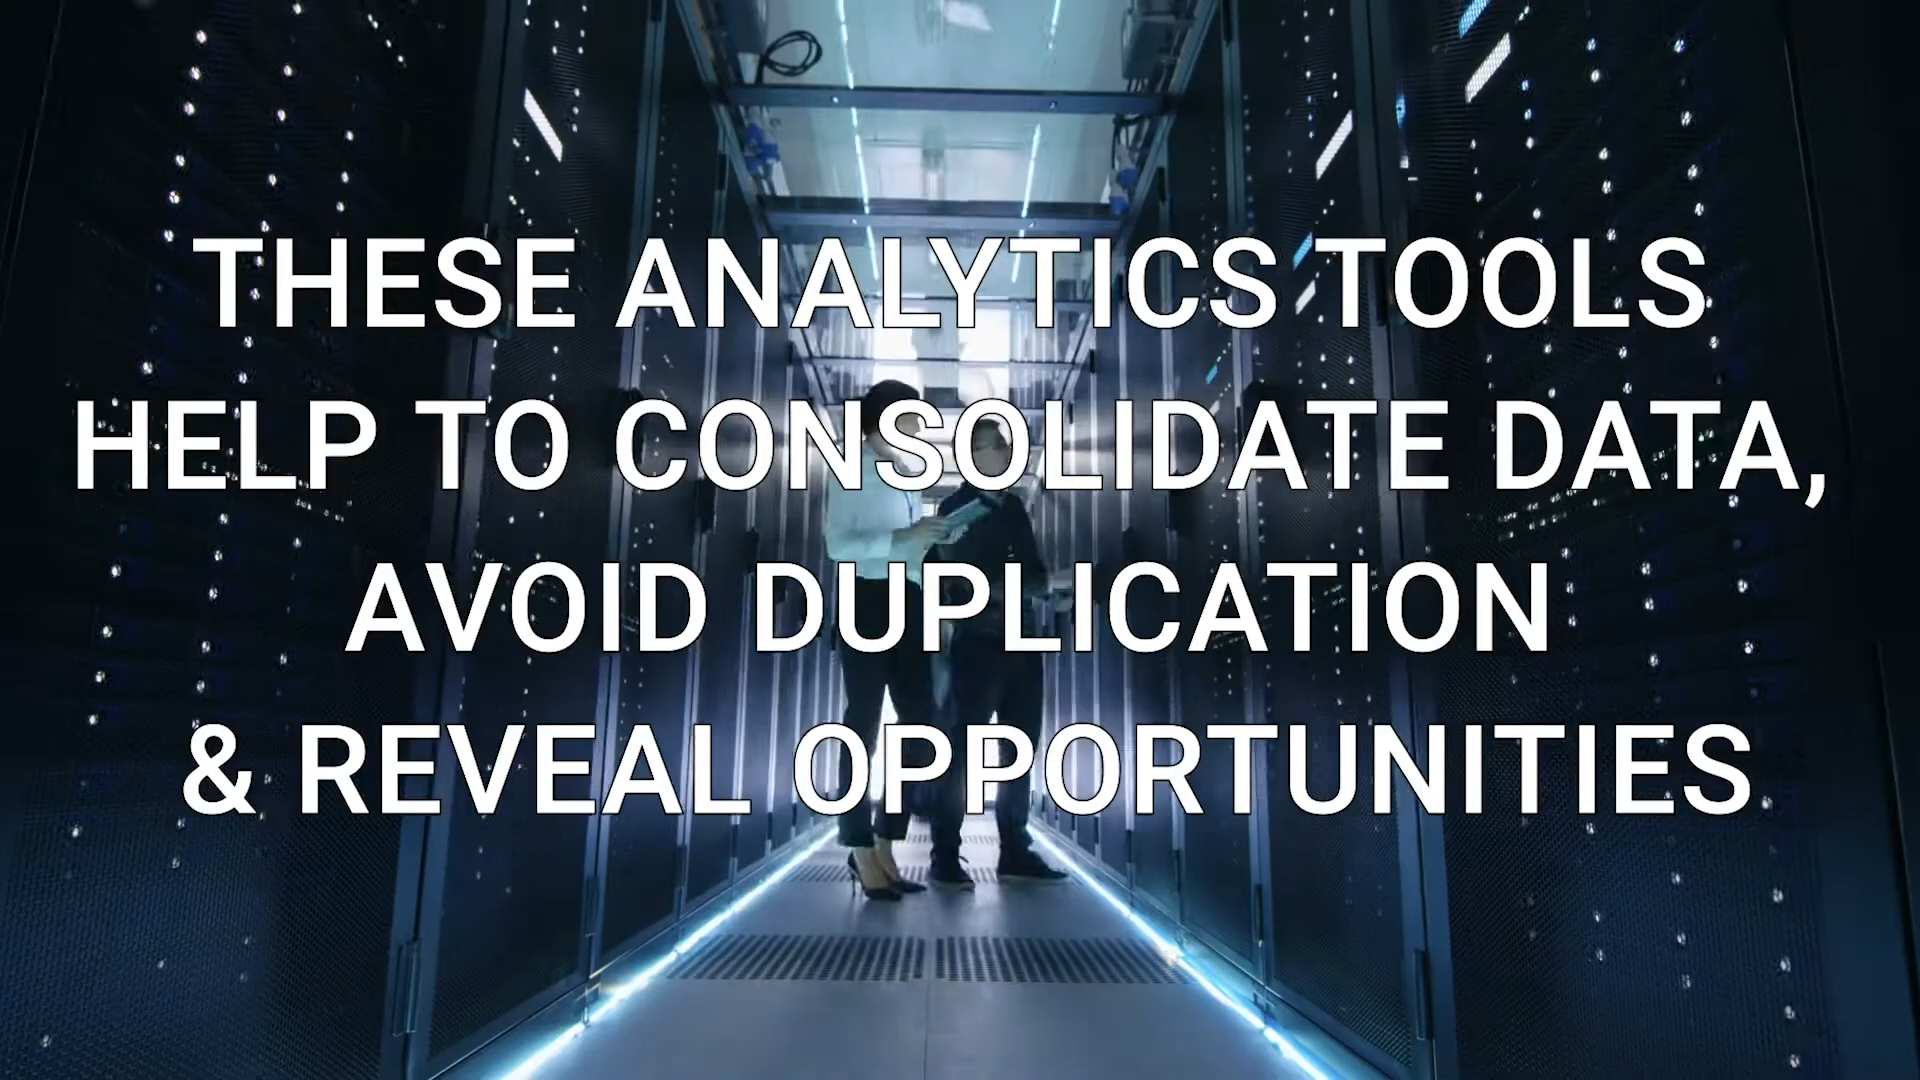 THESE ANALYTICS TOOLS
HELP TO CONSOLIDATE DATA,
AVOID DUPLICATION
& REVEAL OPPORTUNITIES